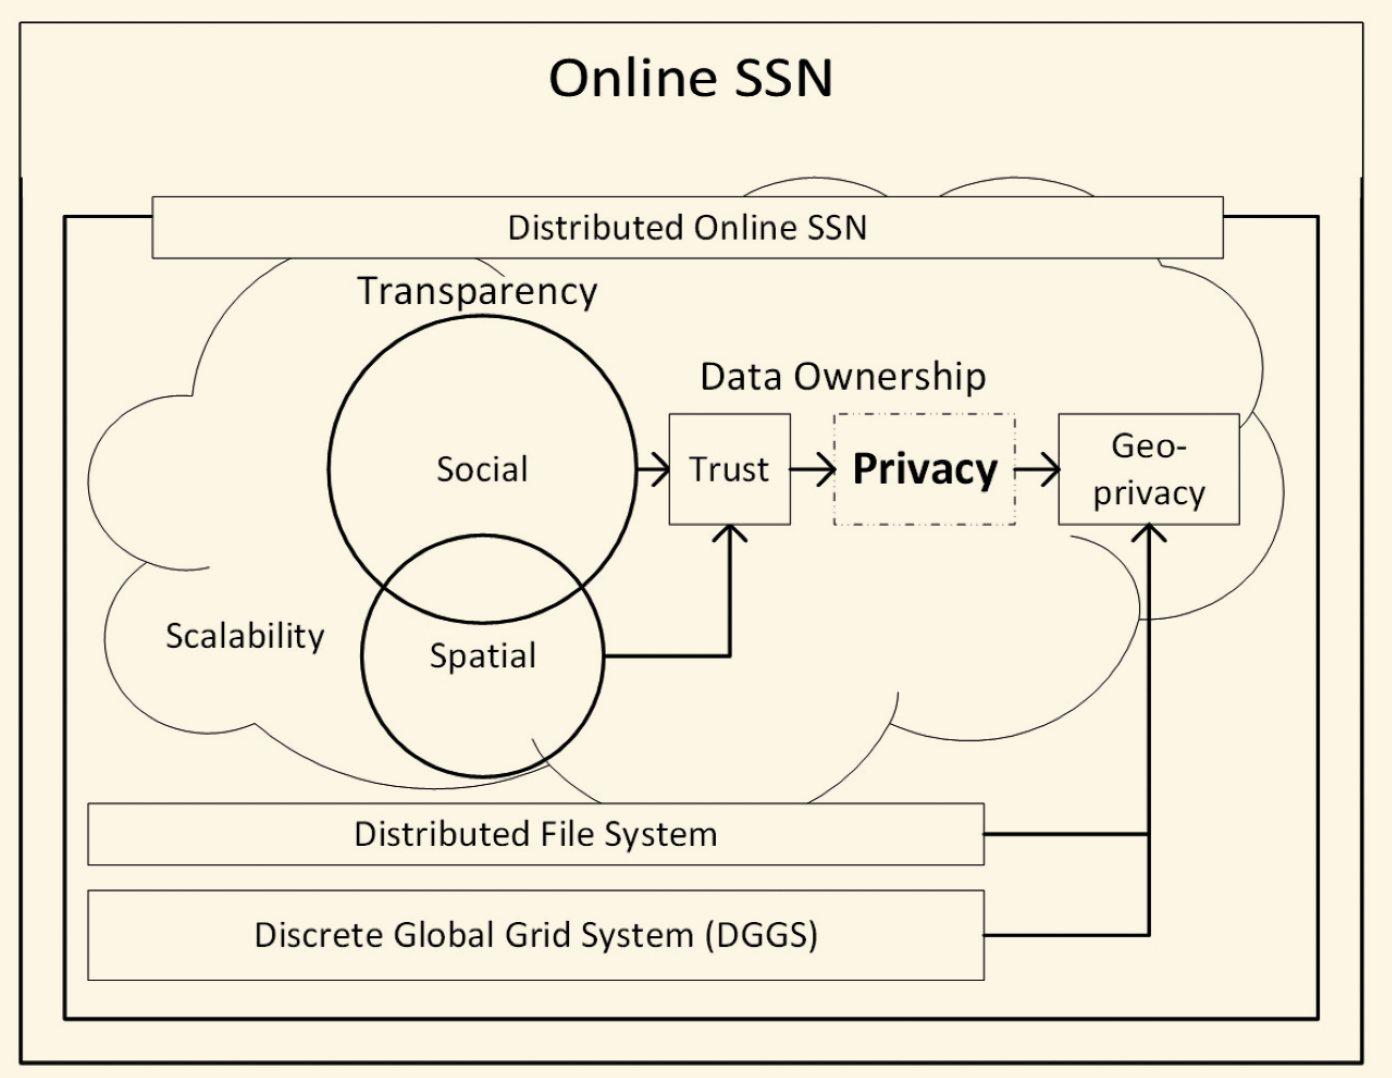 Online SSN
Distributed Online SSN
Transparency
Data Ownership
Social
Trust
Privacy
Geo-
privacy
Scalability
Spatial
Distributed File System
Discrete Global Grid System (DGGS)